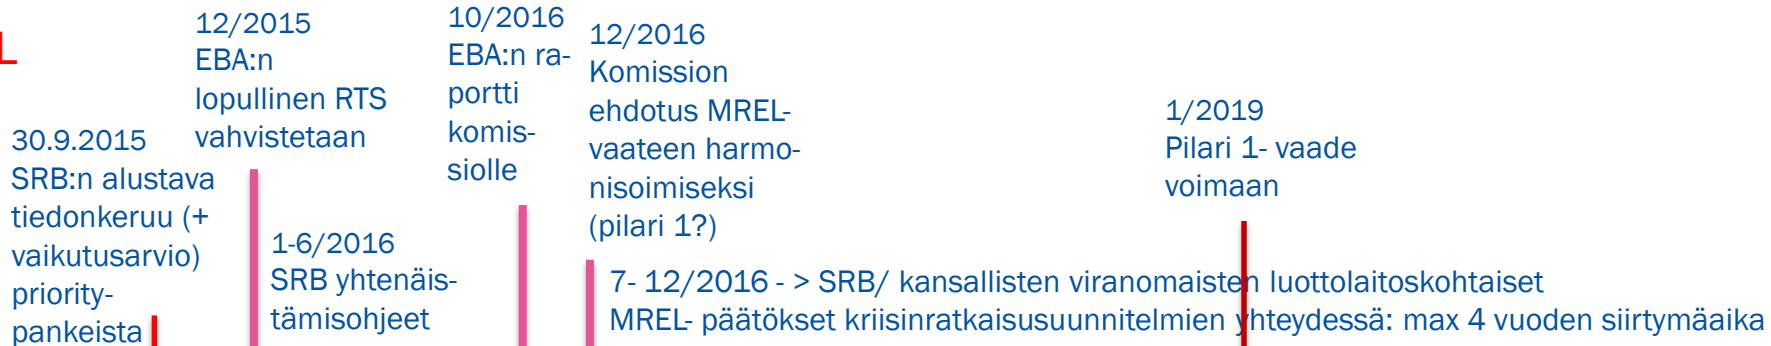 L
30.9.2015
SRB:n alustava
tiedonkeruu (+
vaikutusarvio)
priority-
pankeista
12/2015
EBA:n
lopullinen RTS
vahvistetaan
1-6/2016
SRB yhtenäis-
tämisohjeet
10/2016
EBA:n ra-
portti
komis-
siolle
12/2016
Komission
ehdotus MREL-
vaateen harmo-
nisoimiseksi
(pilari 1?)
7- 12/2016 - > SRB/ kansallisten viranomaisten luottolaitoskohtaiset
MREL- päätökset kriisinratkaisusuunnitelmien yhteydessä: max 4 vuoden siirtymäaika
1/2019
Pilari 1- vaade
voimaan